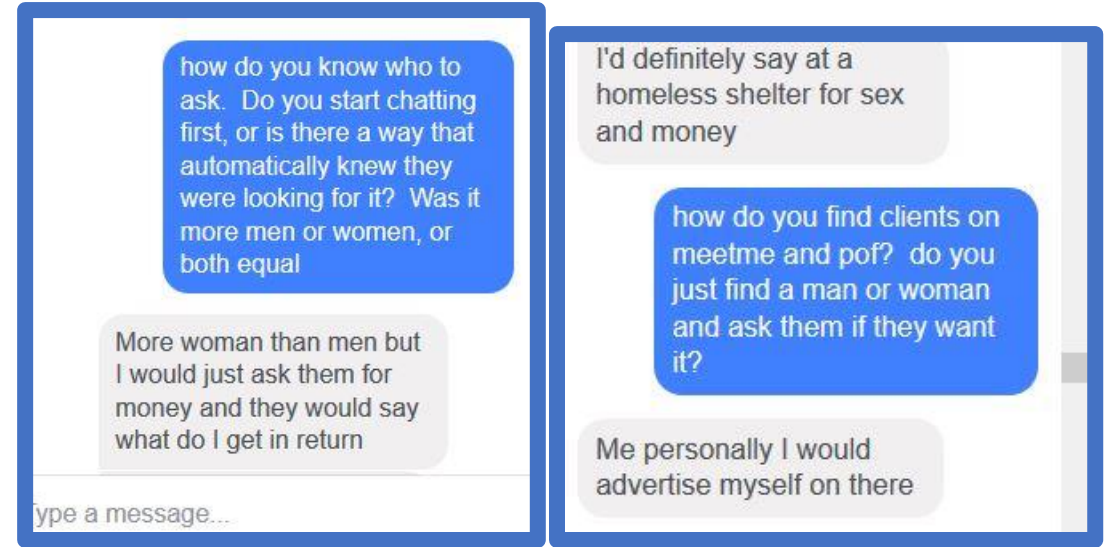 how do you know who to
ask.  Do you start chatting
first, or is there a way that
automatically knew they
were looking for it?  Was it
more men or women, or
both equal
More woman than men but
I would just ask them for
money and they would say
what do I get in return
Type a message...
I'd definitely say at a
homeless shelter for sex
and money
how do you find clients on
meetme and pof?  do you
just find a man or woman
and ask them if they want
it?
Me personally I would
advertise myself on there